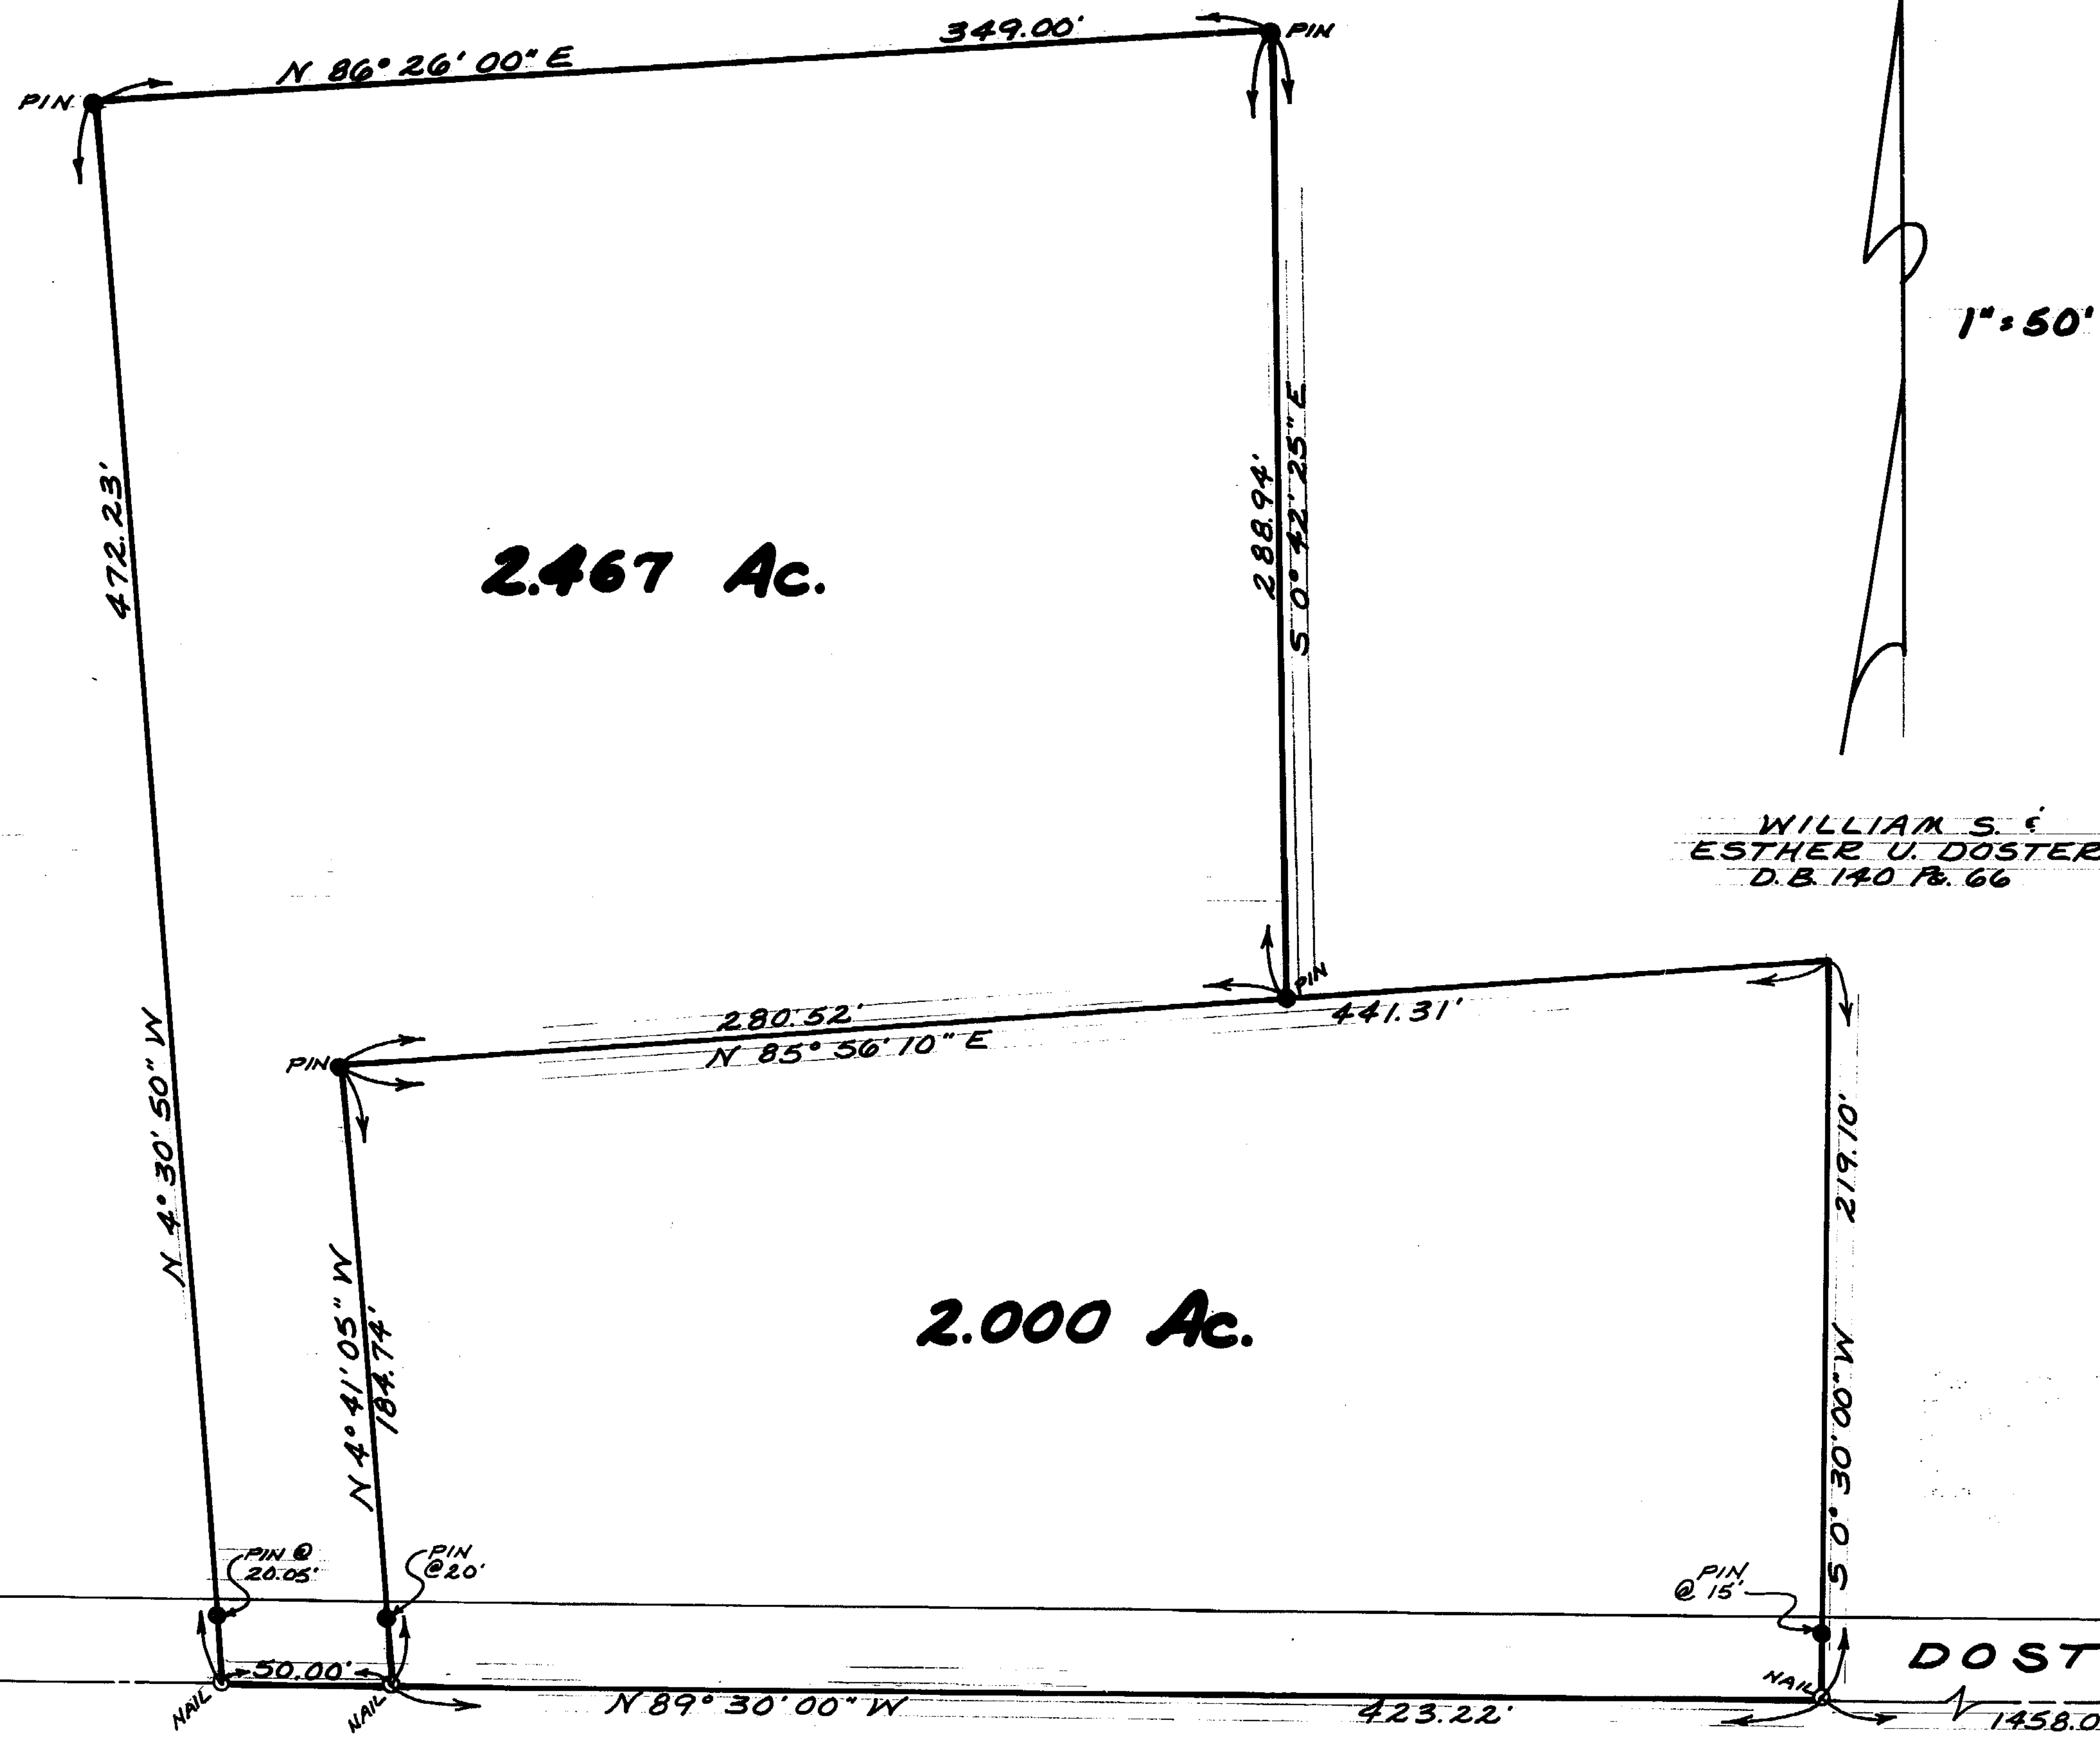 349.00'
N 86° 26' 00" E
PIN
PIN
1" = 50'
472.23'
288.94'
S 0° 42' 25" E
2.467 Ac.
WILLIAM S. &
ESTHER U. DOSTER
D.B. 140 PG. 66
PIN
280.52'
441.31'
N 85° 56' 10" E
PIN
N 4° 30' 50" W
219.10'
N 4° 41' 05" W
184.74'
2.000 Ac.
S 0° 30' 00" W
PIN @
20.05'
PIN
@ 20'
PIN
@ 15'
DOST
50.00'
NAIL
NAIL
NAIL
N 89° 30' 00" W
423.22'
1458.0